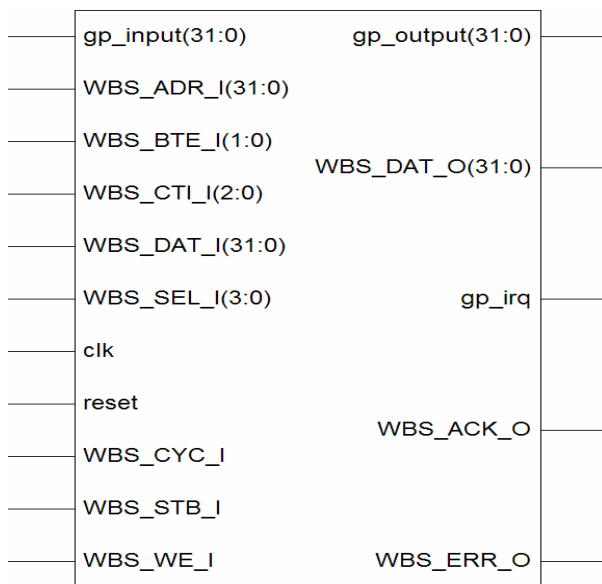 gp_input(31:0) gp_output(31:0)
WBS_ADR_I(31:0)
WBS_BTE_I(1:0)
WBS_DAT_O(31:0)
WBS_CTI_I(2:0)
WBS_DAT_I(31:0)
WBS_SEL_I(3:0) gp_irq
clk
reset
WBS_ACK_O
WBS_CYC_I
WBS_STB_I
WBS_WE_I WBS_ERR_O